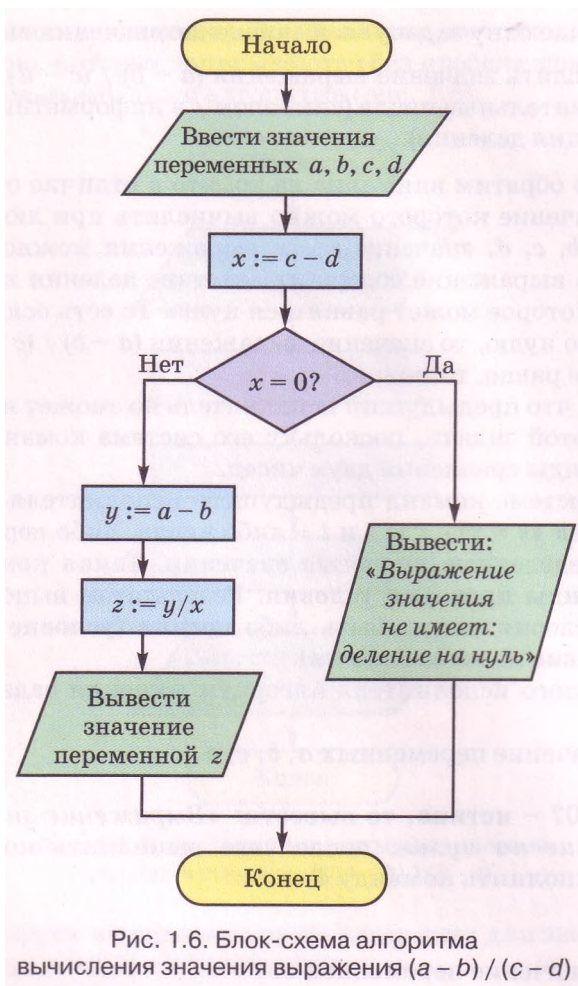 Начало
Ввести значения
переменных a, b, c, d
x := c – d
x = 0?
Нет
Да
y := a – b
z := y/x
Вывести
значение
переменной z
Вывести:
«Выражение
значения
не имеет:
деление на нуль»
Конец
Рис. 1.6. Блок-схема алгоритма
вычисления значения выражения (a – b) / (c – d)